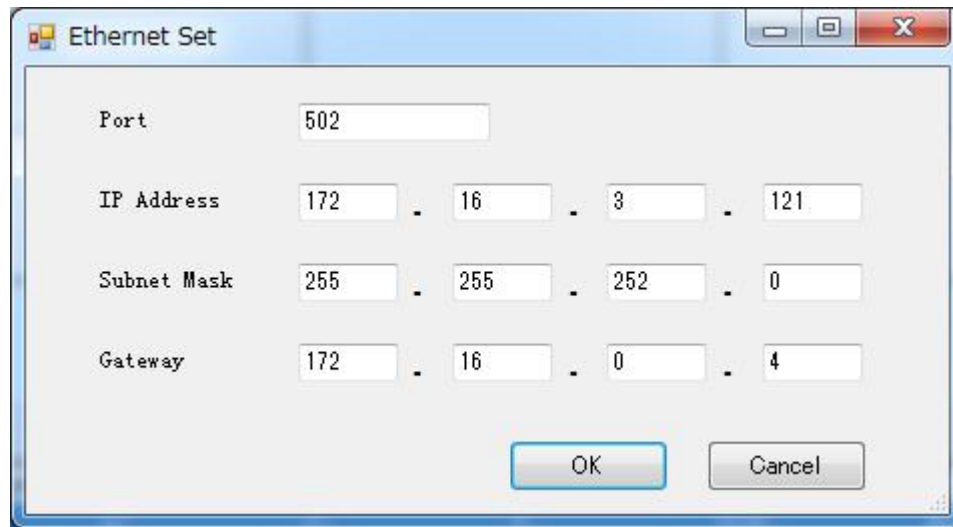 Ethernet Set
Port 502
IP Address 172 . 16 . 3 . 121
Subnet Mask 255 . 255 . 252 . 0
Gateway 172 . 16 . 0 . 4
OK Cancel